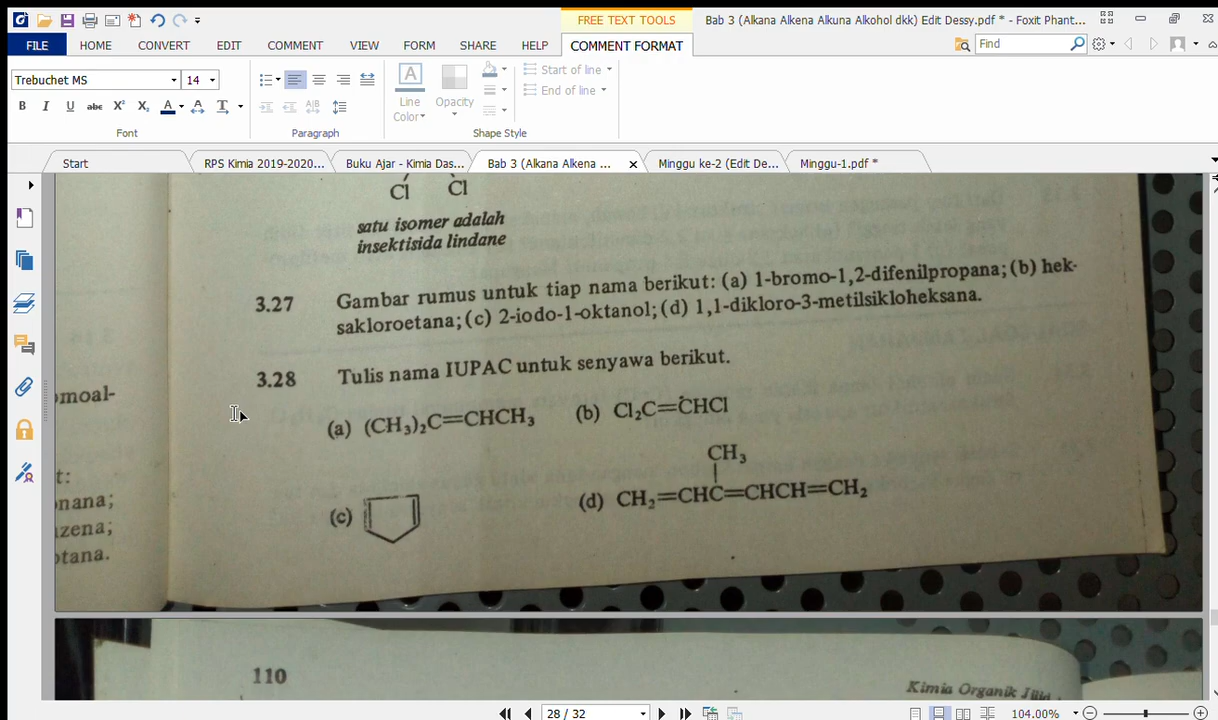 FREE TEXT TOOLS
Bab 3 (Alkana Alkena Alkuna Alkohol dkk) Edit Dessy.pdf * - Foxit Phant...
FILE HOME CONVERT EDIT COMMENT VIEW FORM SHARE HELP COMMENT FORMAT
Find
Trebuchet MS 14
B I U abc X² X₂ A A T
A
Line Color
Opacity
Start of line
End of line
Font Paragraph Shape Style
Start RPS Kimia 2019-2020... Buku Ajar - Kimia Das... Bab 3 (Alkana Alkena ... Minggu ke-2 (Edit De... Minggu-1.pdf *
Cl Cl
satu isomer adalah
insektisida lindane
3.27 Gambar rumus untuk tiap nama berikut: (a) 1-bromo-1,2-difenilpropana; (b) hek-
sakloroetana; (c) 2-iodo-1-oktanol; (d) 1,1-dikloro-3-metilsikloheksana.
3.28 Tulis nama IUPAC untuk senyawa berikut.
omoal-
(a) (CH₃)₂C=CHCH₃ (b) Cl₂C=CHCl
CH₃
(c) (d) CH₂=CHC=CHCH=CH₂
t:
nana;
zena;
otana.
110
Kimia Organik
28 / 32
104.00%